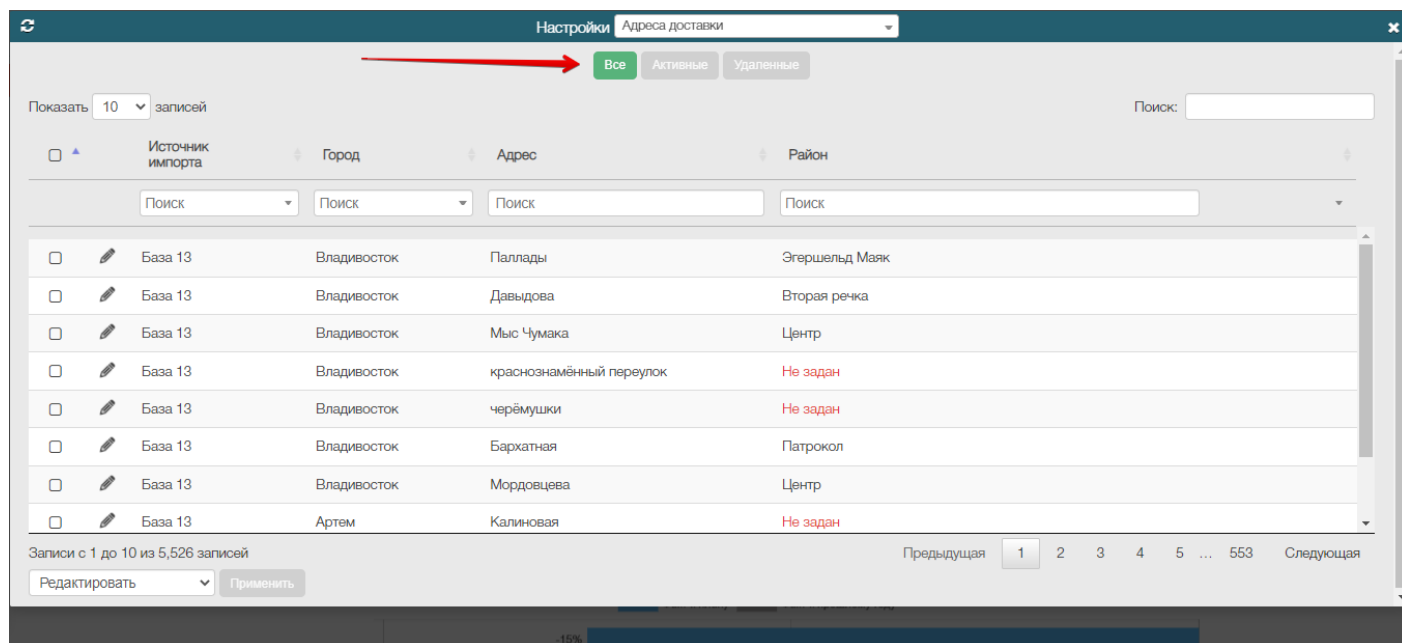 Настройки Адреса доставки
Все Активные Удаленные
Показать 10 записей Поиск:
Источник импорта Город Адрес Район
Поиск Поиск Поиск Поиск
База 13 Владивосток Паллады Эгершельд Маяк
База 13 Владивосток Давыдова Вторая речка
База 13 Владивосток Мыс Чумака Центр
База 13 Владивосток краснознамённый переулок Не задан
База 13 Владивосток черёмушки Не задан
База 13 Владивосток Бархатная Патрокол
База 13 Владивосток Мордовцева Центр
База 13 Артем Калиновая Не задан
Записи с 1 до 10 из 5,526 записей Предыдущая 1 2 3 4 5 ... 553 Следующая
Редактировать Применить
-15%